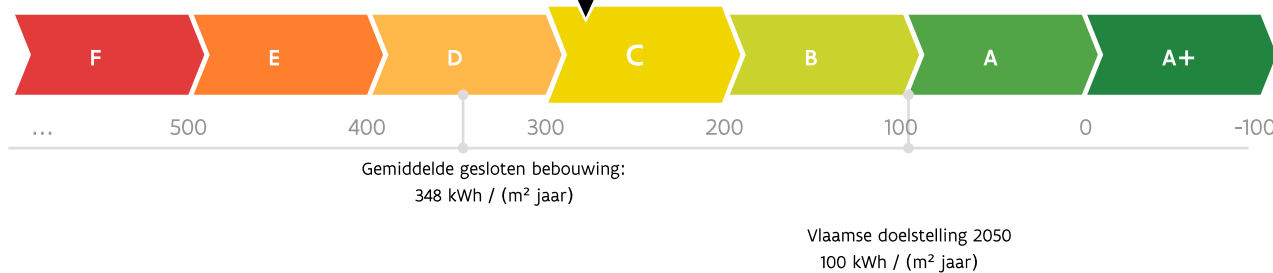 F E D C B A A+
... 500 400 300 200 100 0 -100
Gemiddelde gesloten bebouwing:
348 kWh / (m² jaar)
Vlaamse doelstelling 2050
100 kWh / (m² jaar)